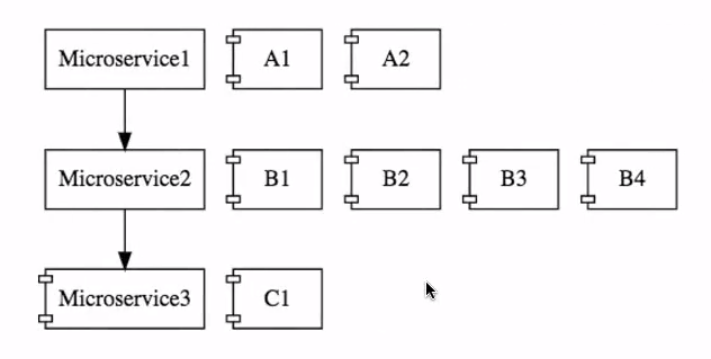 Microservice1 A1 A2
Microservice2 B1 B2 B3 B4
Microservice3 C1